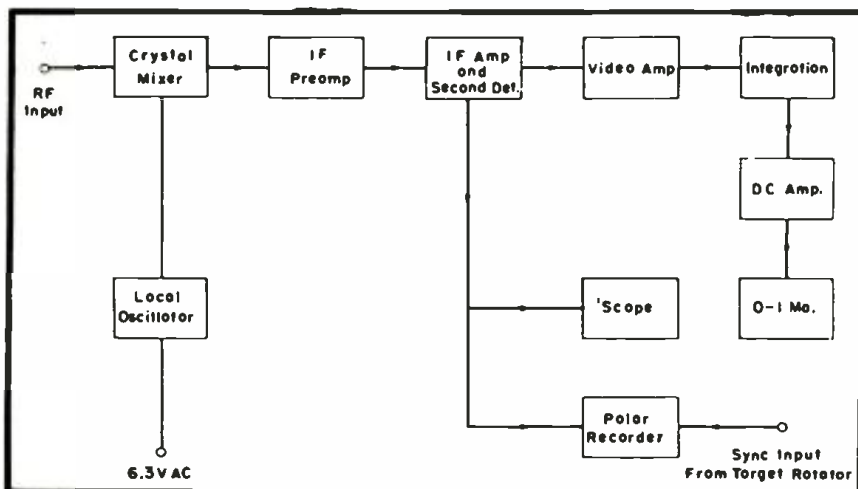 RF
Input
Crystal
Mixer
IF
Preamp
IF Amp
and
Second Det.
Video Amp
Integration
DC Amp.
0-1 Ma.
Local
Oscillator
6.3V AC
'Scope
Polar
Recorder
Sync Input
From Target Rotator